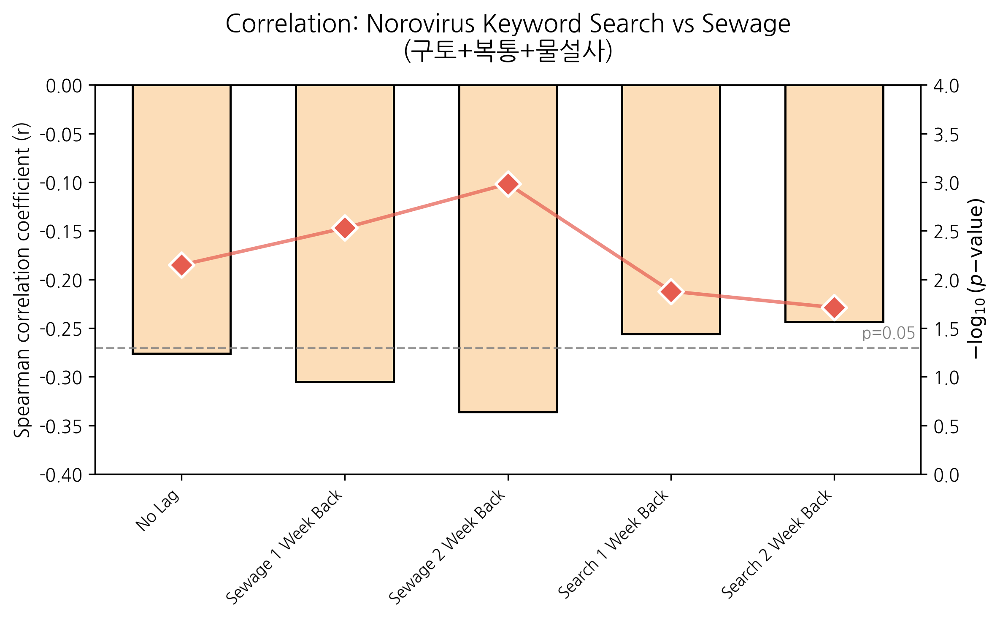 Correlation: Norovirus Keyword Search vs Sewage
(구토+복통+물설사)
Spearman correlation coefficient (r)
0.00
-0.05
-0.10
-0.15
-0.20
-0.25
-0.30
-0.35
-0.40
4.0
3.5
3.0
2.5
2.0
1.5
1.0
0.5
0.0
−log₁₀(p−value)
p=0.05
No Lag
Sewage 1 Week Back
Sewage 2 Week Back
Search 1 Week Back
Search 2 Week Back